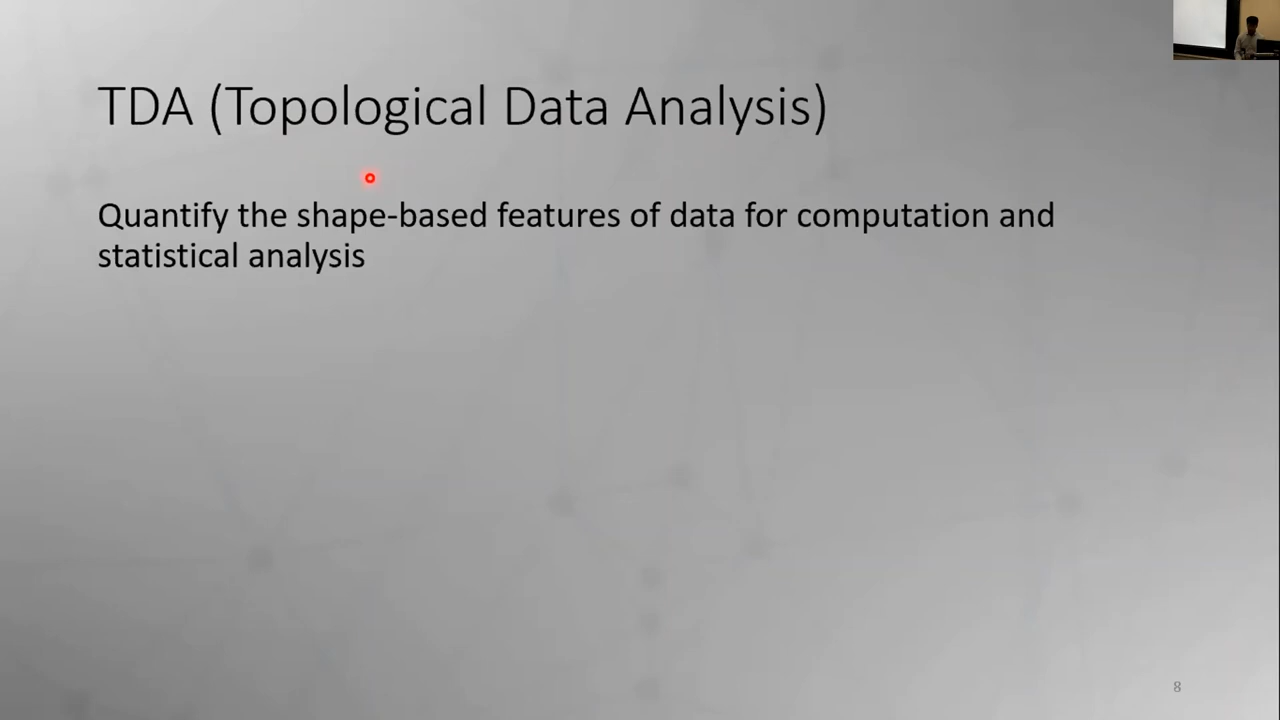 TDA (Topological Data Analysis)
Quantify the shape-based features of data for computation and
statistical analysis
8